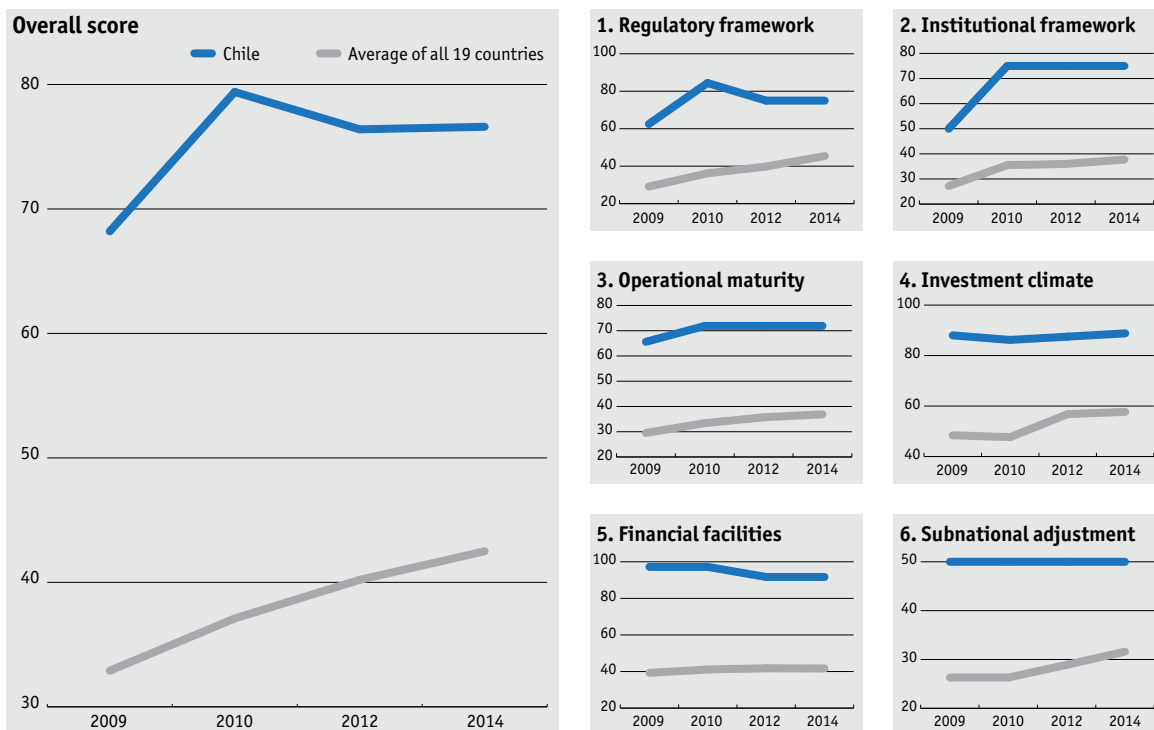 Overall score
Chile
Average of all 19 countries
80
70
60
50
40
30
2009 2010 2012 2014
1. Regulatory framework
100
80
60
40
20
2009 2010 2012 2014
2. Institutional framework
80
70
60
50
40
30
20
2009 2010 2012 2014
3. Operational maturity
80
70
60
50
40
30
20
2009 2010 2012 2014
4. Investment climate
100
80
60
40
2009 2010 2012 2014
5. Financial facilities
100
80
60
40
20
2009 2010 2012 2014
6. Subnational adjustment
50
40
30
20
2009 2010 2012 2014